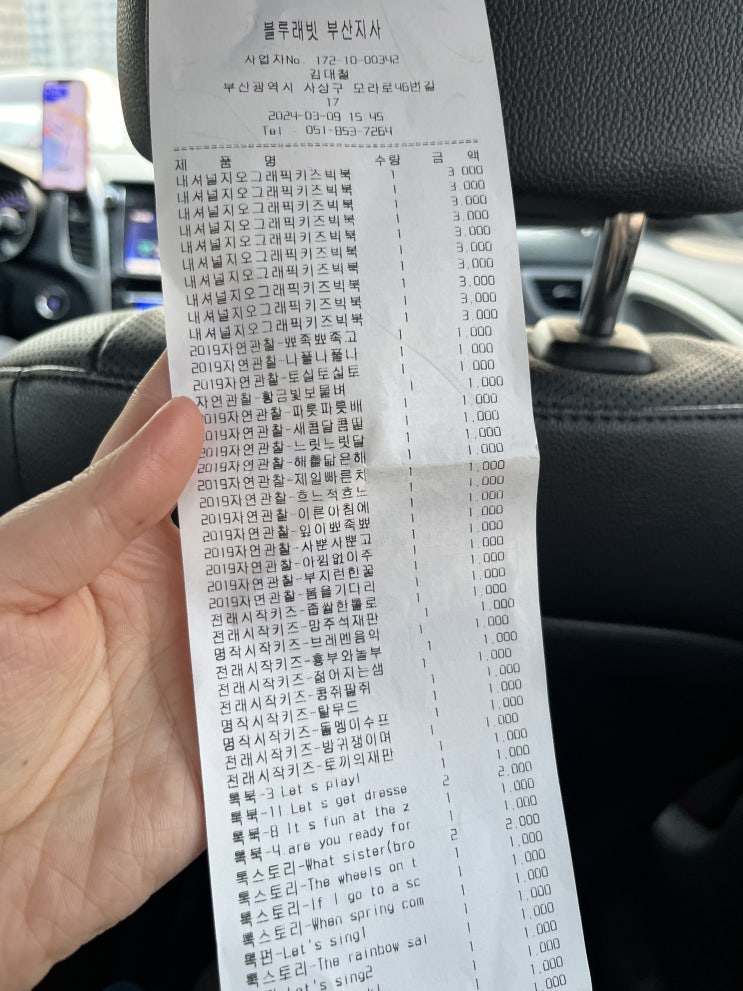 블루래빗 부산지사
사업자No. 172-10-00342
김대철
부산광역시 사상구 모라로46번길
17
2024-03-09 15:45
Tel : 051-853-7264
제 품 명 수량 금 액
내셔널지오그래픽키즈빅북 1 3.000
내셔널지오그래픽키즈빅북 1 3.000
내셔널지오그래픽키즈빅북 1 3.000
내셔널지오그래픽키즈빅북 1 3.000
내셔널지오그래픽키즈빅북 1 3.000
내셔널지오그래픽키즈빅북 1 3.000
내셔널지오그래픽키즈빅북 1 3.000
내셔널지오그래픽키즈빅북 1 3.000
내셔널지오그래픽키즈빅북 1 3.000
2019자연관찰-뾰족뾰족고 1 1.000
2019자연관찰-니풀니풀나 1 1.000
2019자연관찰-토실토실토 1 1.000
자연관찰-황금빛보물벼 1 1.000
2019자연관찰-파릇파릇배 1 1.000
2019자연관찰-새콤달콤딸 1 1.000
2019자연관찰-느릿느릿달 1 1.000
2019자연관찰-해를닮은해 1 1.000
2019자연관찰-제일빠른치 1 1.000
2019자연관찰-흐느적흐느 1 1.000
2019자연관찰-이른아침에 1 1.000
2019자연관찰-잎이뾰족뾰 1 1.000
2019자연관찰-사뿐사뿐고 1 1.000
2019자연관찰-아낌없이주 1 1.000
2019자연관찰-부지런한꿀 1 1.000
2019자연관찰-봄을기다리 1 1.000
전래시작키즈-좁쌀한톨로 1 1.000
전래시작키즈-망주석재판 1 1.000
명작시작키즈-브레멘음악 1 1.000
전래시작키즈-흥부와놀부 1 1.000
전래시작키즈-젊어지는샘 1 1.000
전래시작키즈-콩쥐팥쥐 1 1.000
명작시작키즈-탈무드 1 1.000
명작시작키즈-돌멩이수프 1 1.000
전래시작키즈-방귀쟁이며 1 1.000
전래시작키즈-토끼의재판 1 1.000
톡북-3 Let s play! 2 2.000
톡북-11 Let s get dresse 1 1.000
톡북-8.It s fun at the z 1 1.000
톡북-4.are you ready for 2 2.000
톡스토리-What sister(bro 1 1.000
톡스토리-The wheels on t 1 1.000
톡스토리-If I go to a sc 1 1.000
톡스토리-When spring com 1 1.000
톡펀-Let's sing1 1 1.000
톡스토리-The rainbow sal 1 1.000
Let's sing2 1 1.000